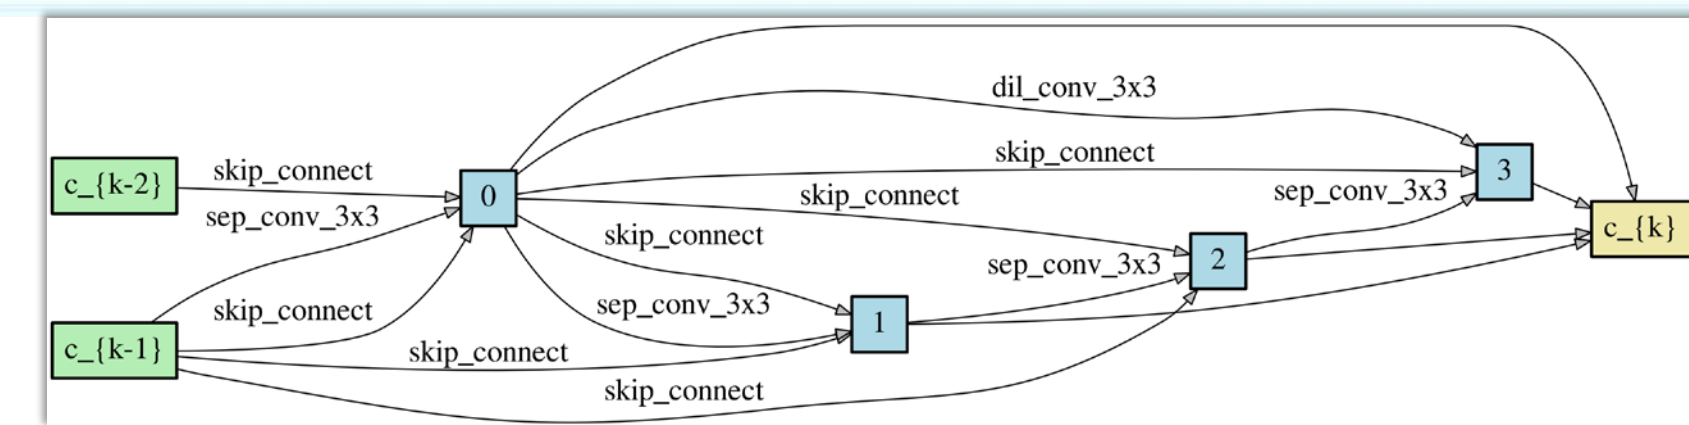 dil_conv_3x3
skip_connect
skip_connect
c_{k-2}
0
skip_connect
sep_conv_3x3
3
sep_conv_3x3
skip_connect
c_{k}
sep_conv_3x3
2
skip_connect
sep_conv_3x3
1
c_{k-1}
skip_connect
skip_connect